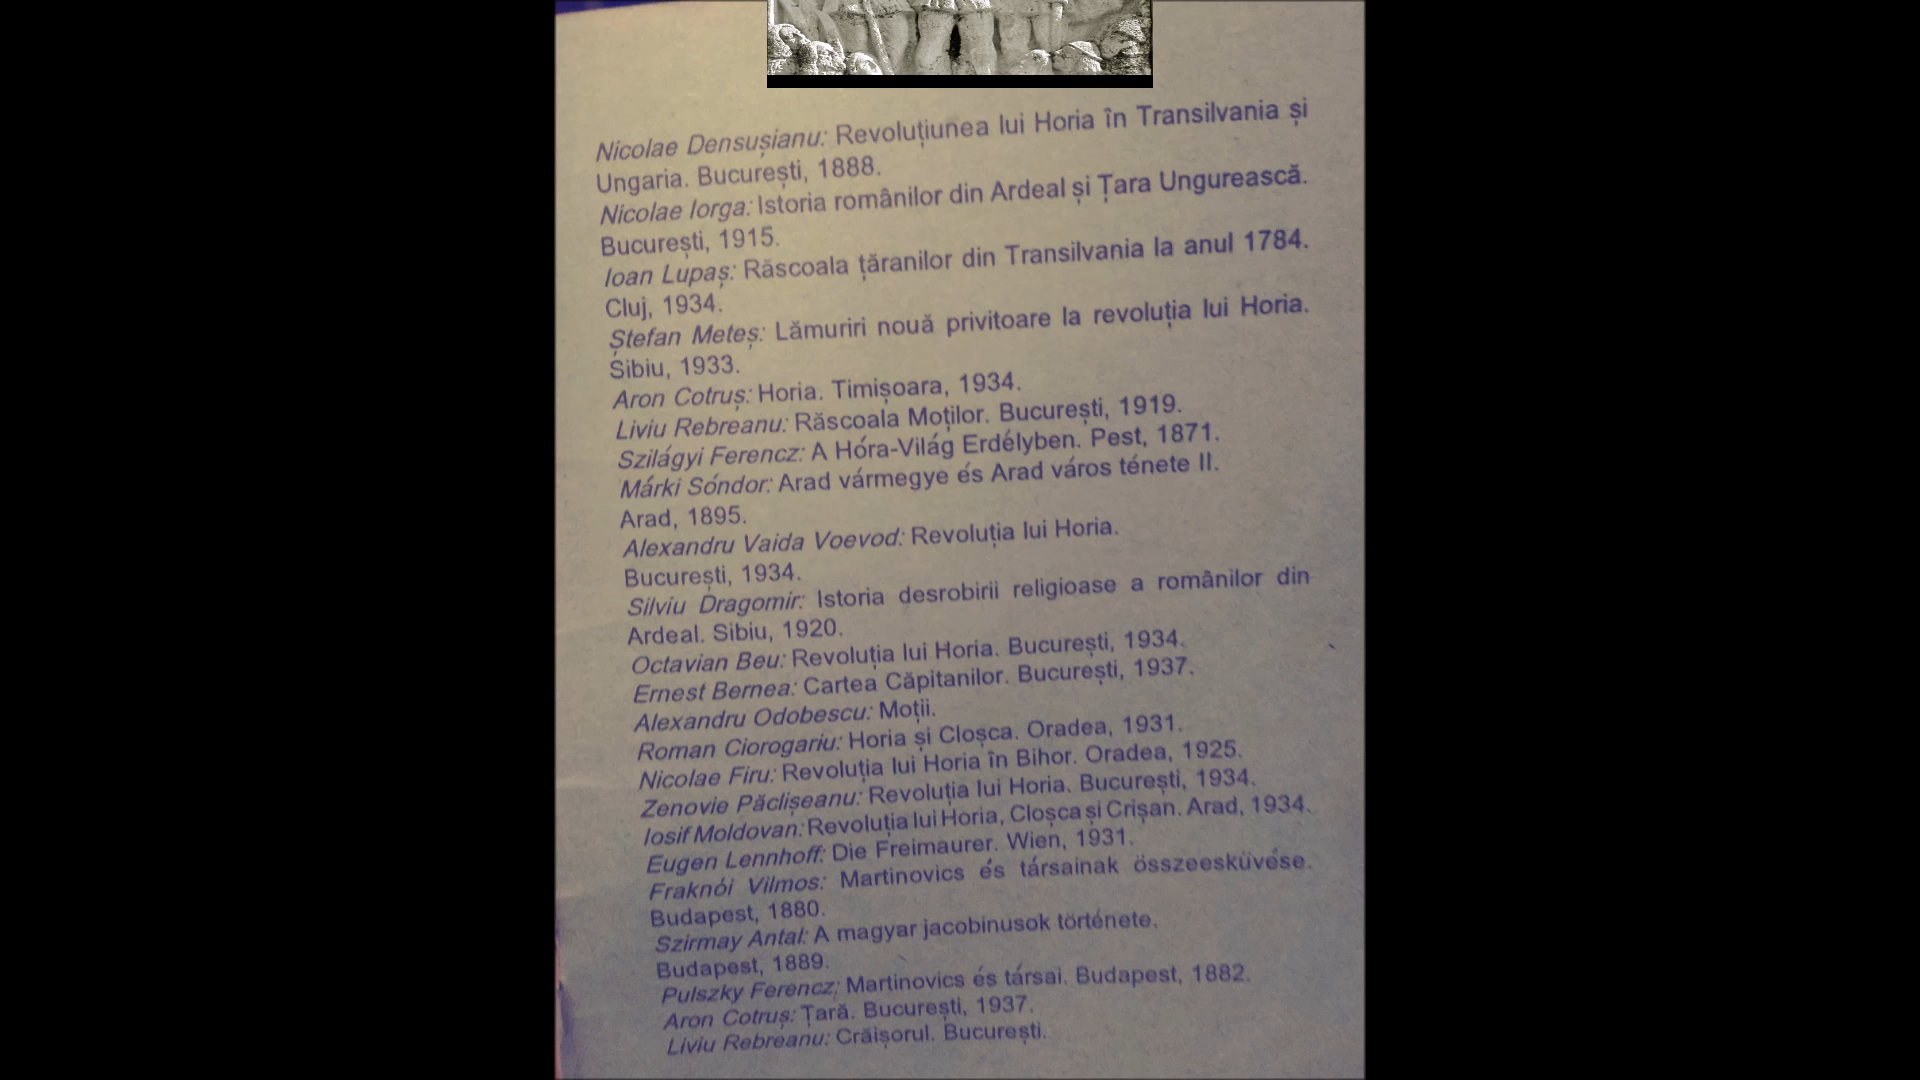 Nicolae Densușianu: Revoluțiunea lui Horia în Transilvania și
Ungaria. București, 1888.
Nicolae Iorga: Istoria românilor din Ardeal și Țara Ungurească.
București, 1915.
Ioan Lupaș: Răscoala țăranilor din Transilvania la anul 1784.
Cluj, 1934.
Ștefan Meteș: Lămuriri nouă privitoare la revoluția lui Horia.
Sibiu, 1933.
Aron Cotruș: Horia. Timișoara, 1934.
Liviu Rebreanu: Răscoala Moților. București, 1919.
Szilágyi Ferencz: A Hóra-Világ Erdélyben. Pest, 1871.
Márki Sóndor: Arad vármegye és Arad város ténete II.
Arad, 1895.
Alexandru Vaida Voevod: Revoluția lui Horia.
București, 1934.
Silviu Dragomir: Istoria desrobirii religioase a românilor din
Ardeal. Sibiu, 1920.
Octavian Beu: Revoluția lui Horia. București, 1934.
Ernest Bernea: Cartea Căpitanilor. București, 1937.
Alexandru Odobescu: Moții.
Roman Ciorogariu: Horia și Cloșca. Oradea, 1931.
Nicolae Firu: Revoluția lui Horia în Bihor. Oradea, 1925.
Zenovie Păclișeanu: Revoluția lui Horia. București, 1934.
Iosif Moldovan: Revoluția lui Horia, Cloșca și Crișan. Arad, 1934.
Eugen Lennhoff: Die Freimaurer. Wien, 1931.
Fraknói Vilmos: Martinovics és társainak összeesküvése.
Budapest, 1880.
Szirmay Antal: A magyar jacobinusok története.
Budapest, 1889.
Pulszky Ferencz: Martinovics és társai. Budapest, 1882.
Aron Cotruș: Țară. București, 1937.
Liviu Rebreanu: Crăișorul. București.